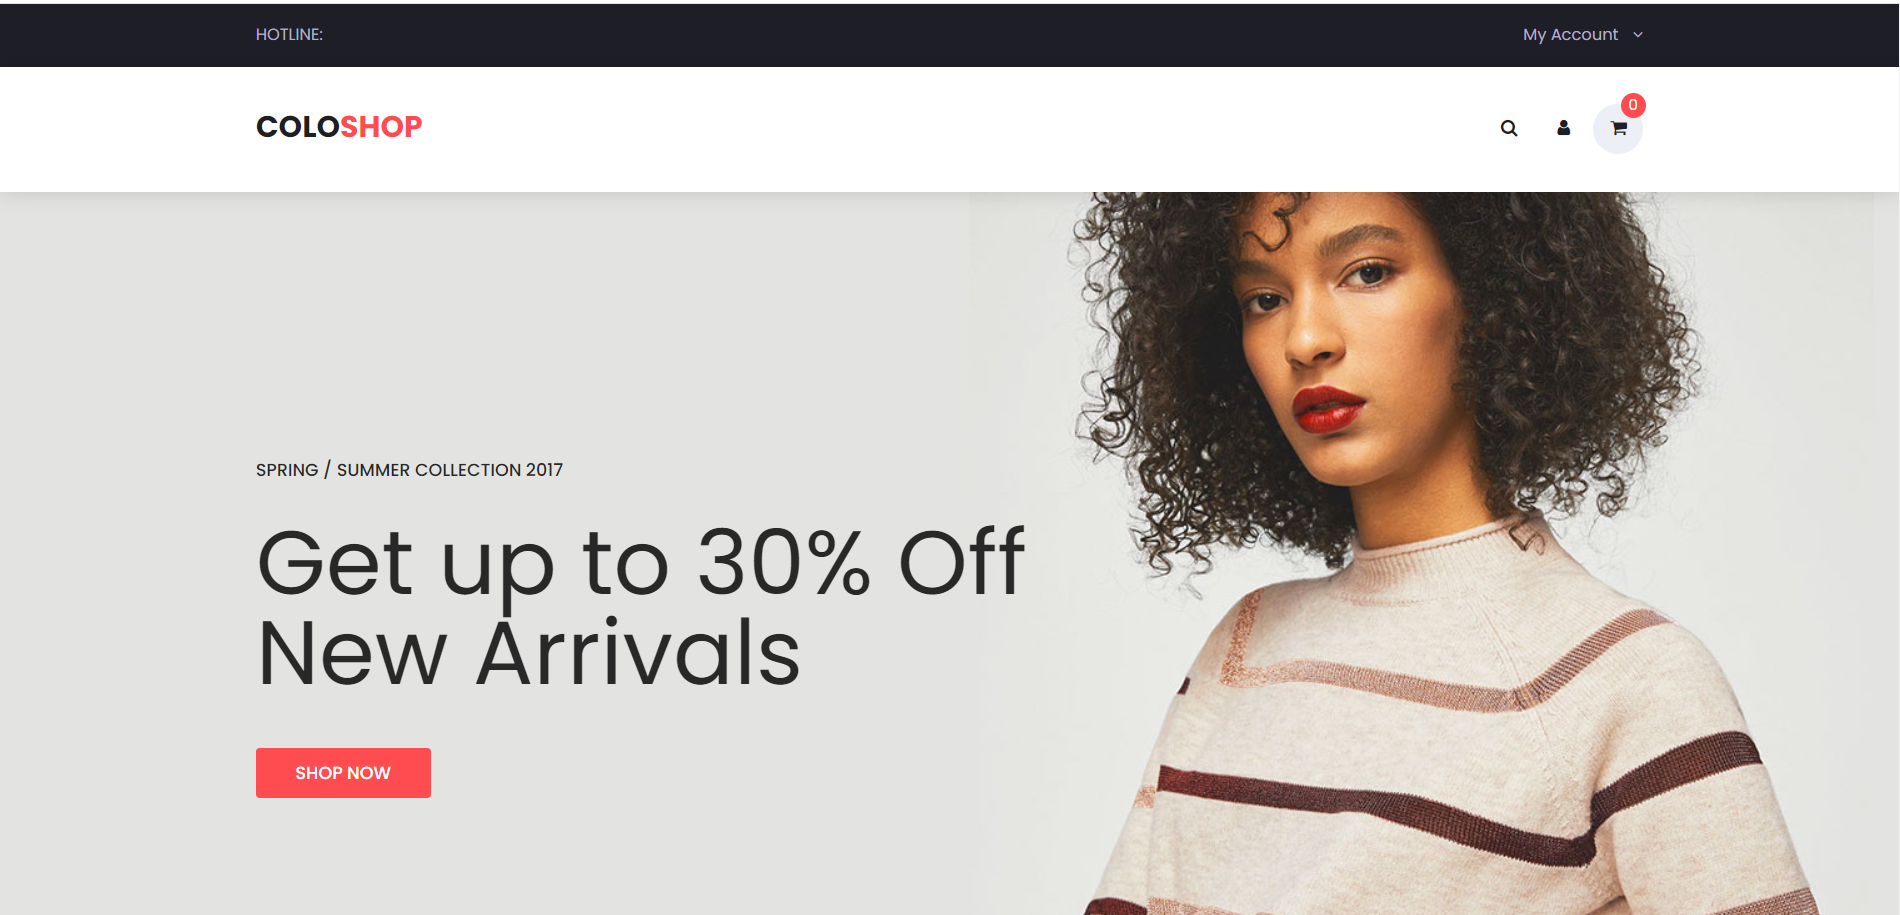 HOTLINE:
My Account
COLOSHOP
0
SPRING / SUMMER COLLECTION 2017
Get up to 30% Off
New Arrivals
SHOP NOW